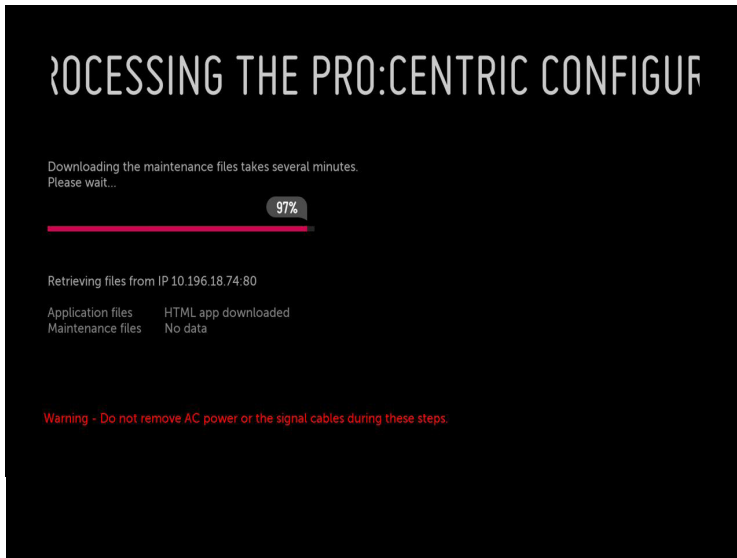 ROCESSING THE PRO:CENTRIC CONFIGUR
Downloading the maintenance files takes several minutes.
Please wait...
97%
Retrieving files from IP 10.196.18.74:80
Application files HTML app downloaded
Maintenance files No data
Warning - Do not remove AC power or the signal cables during these steps.